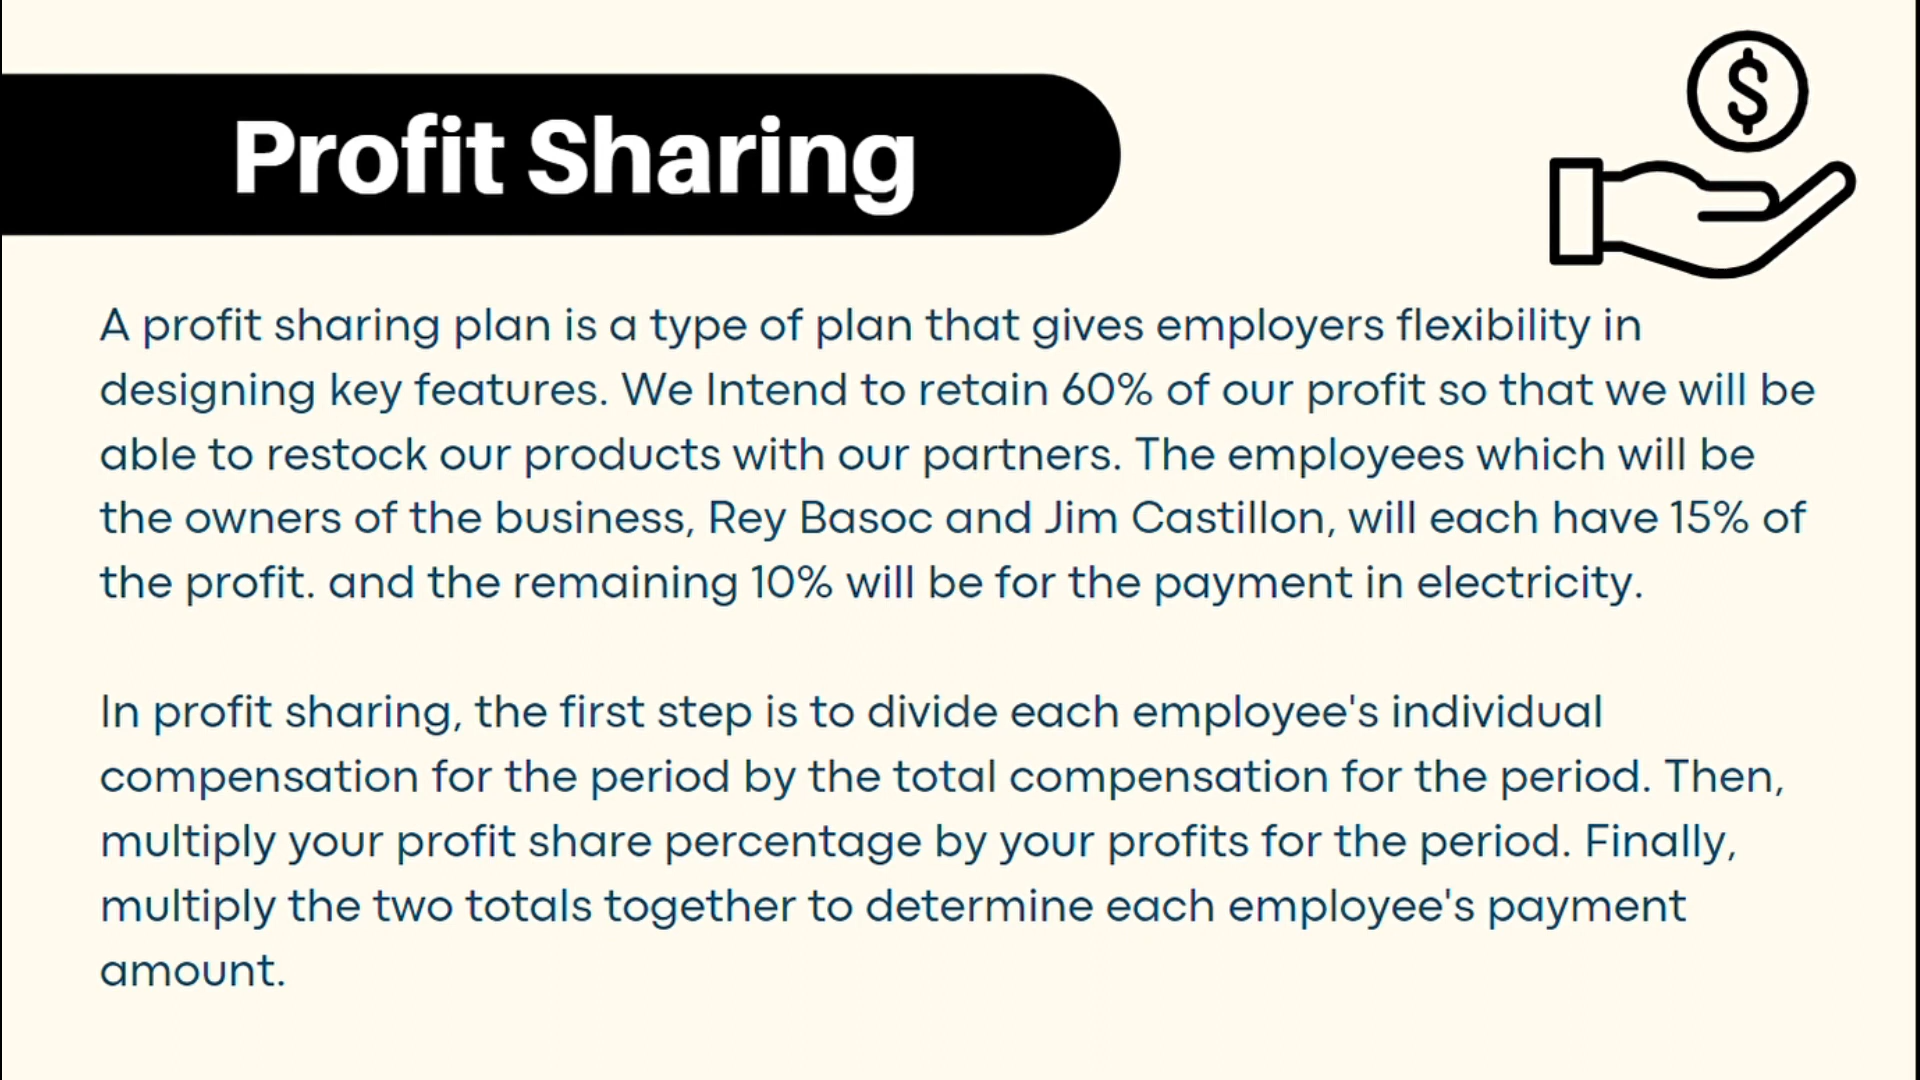 Profit Sharing
$
A profit sharing plan is a type of plan that gives employers flexibility in
designing key features. We Intend to retain 60% of our profit so that we will be
able to restock our products with our partners. The employees which will be
the owners of the business, Rey Basoc and Jim Castillon, will each have 15% of
the profit. and the remaining 10% will be for the payment in electricity.
In profit sharing, the first step is to divide each employee's individual
compensation for the period by the total compensation for the period. Then,
multiply your profit share percentage by your profits for the period. Finally,
multiply the two totals together to determine each employee's payment
amount.